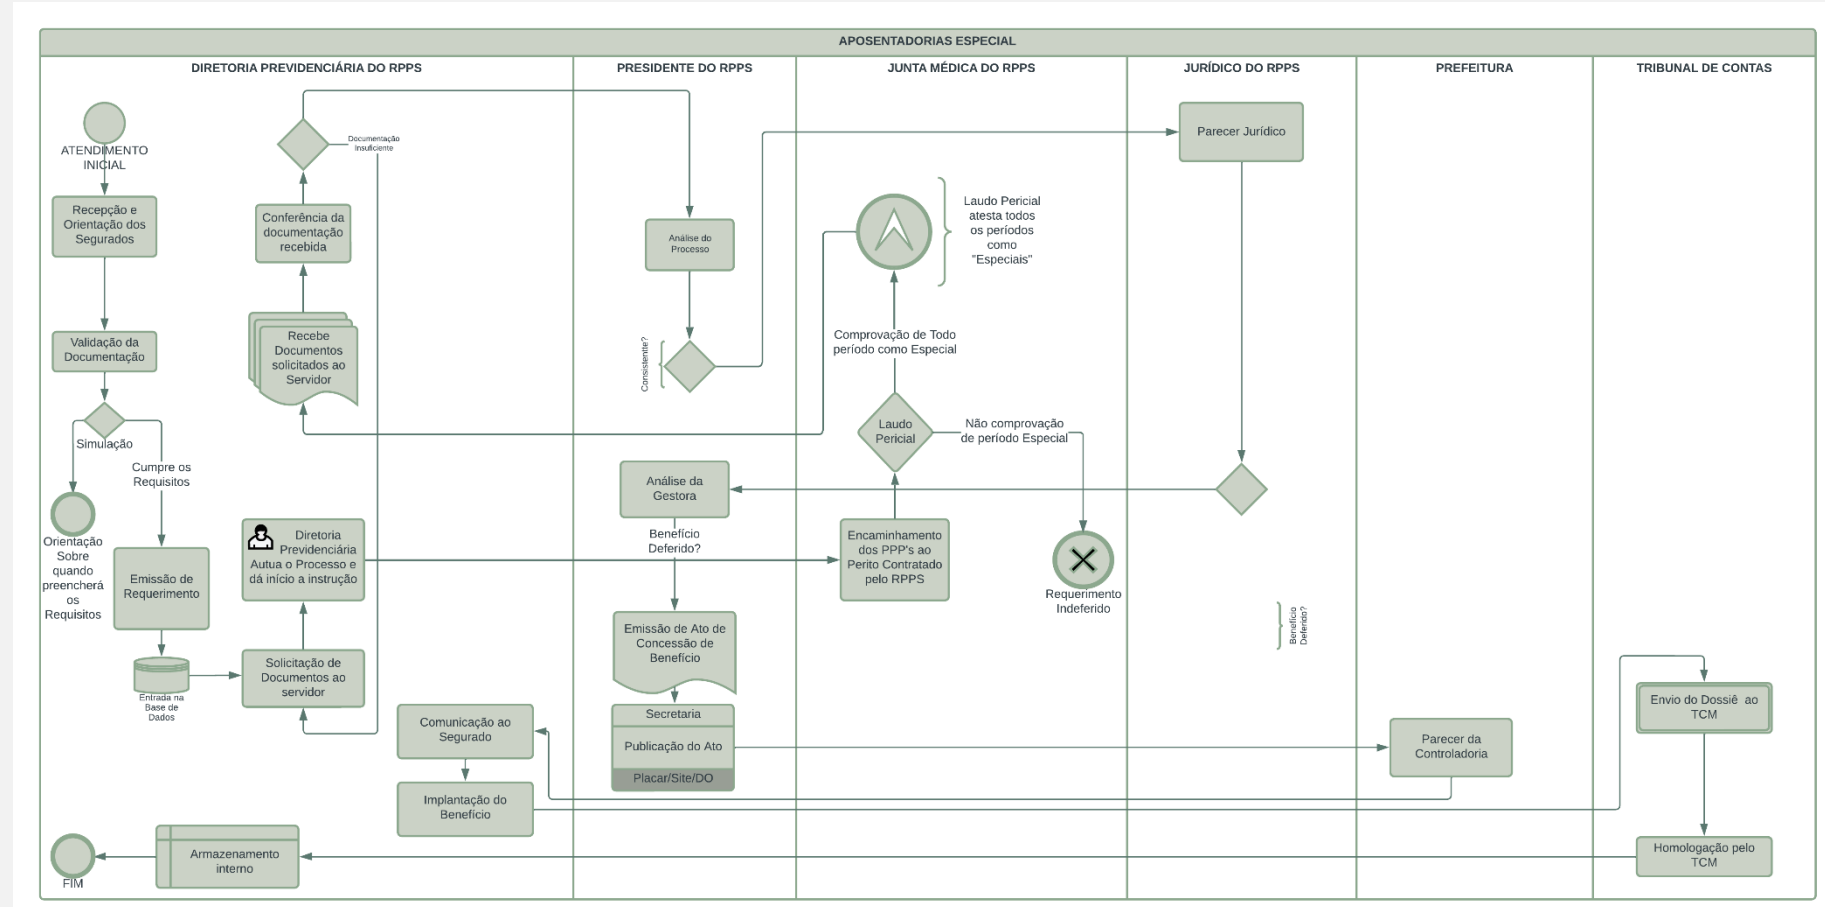 APOSENTADORIAS ESPECIAL
DIRETORIA PREVIDENCIÁRIA DO RPPS
PRESIDENTE DO RPPS
JUNTA MÉDICA DO RPPS
JURÍDICO DO RPPS
PREFEITURA
TRIBUNAL DE CONTAS
ATENDIMENTO
INICIAL
Recepção e
Orientação dos
Segurados
Validação da
Documentação
Simulação
Cumpre os
Requisitos
Orientação
Sobre
quando
preencherá
os
Requisitos
Emissão de
Requerimento
Entrada na
Base de
Dados
Documentação
Insuficiente
Conferência da
documentação
recebida
Recebe
Documentos
solicitados ao
Servidor
Diretoria
Previdenciária
Autua o Processo e
dá início a instrução
Solicitação de
Documentos ao
servidor
Comunicação ao
Segurado
Implantação do
Benefício
Armazenamento
interno
FIM
Análise do
Processo
Consistentte?
Análise da
Gestora
Benefício
Deferido?
Emissão de Ato de
Concessão de
Benefício
Secretaria
Publicação do Ato
Placar/Site/DO
Laudo Pericial
atesta todos
os períodos
como
"Especiais"
Comprovação de Todo
período como Especial
Laudo
Pericial
Não comprovação
de período Especial
Encaminhamento
dos PPP's ao
Perito Contratado
pelo RPPS
Requerimento
Indeferido
Parecer Jurídico
Benefício
Deferido?
Parecer da
Controladoria
Envio do Dossiê ao
TCM
Homologação pelo
TCM